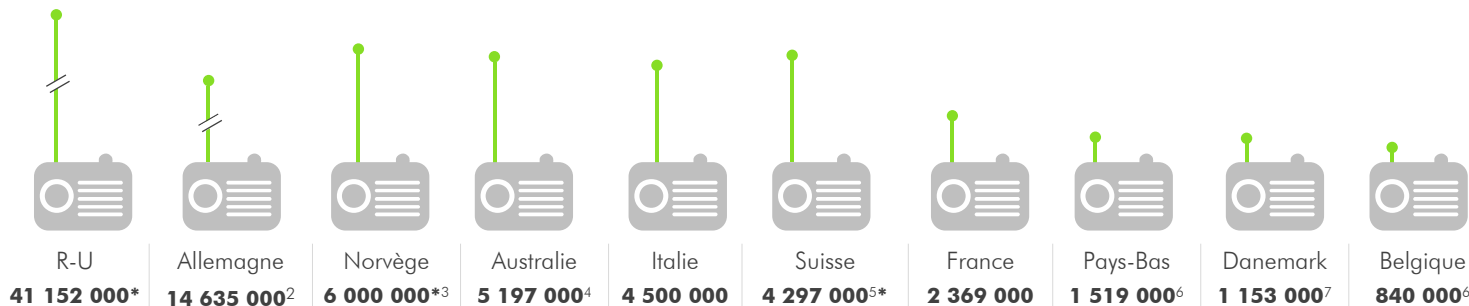 R-U Allemagne Norvège Australie Italie Suisse France Pays-Bas Danemark Belgique
41 152 000* 14 635 000² 6 000 000*³ 5 197 000⁴ 4 500 000 4 297 000⁵* 2 369 000 1 519 000⁶ 1 153 000⁷ 840 000⁶